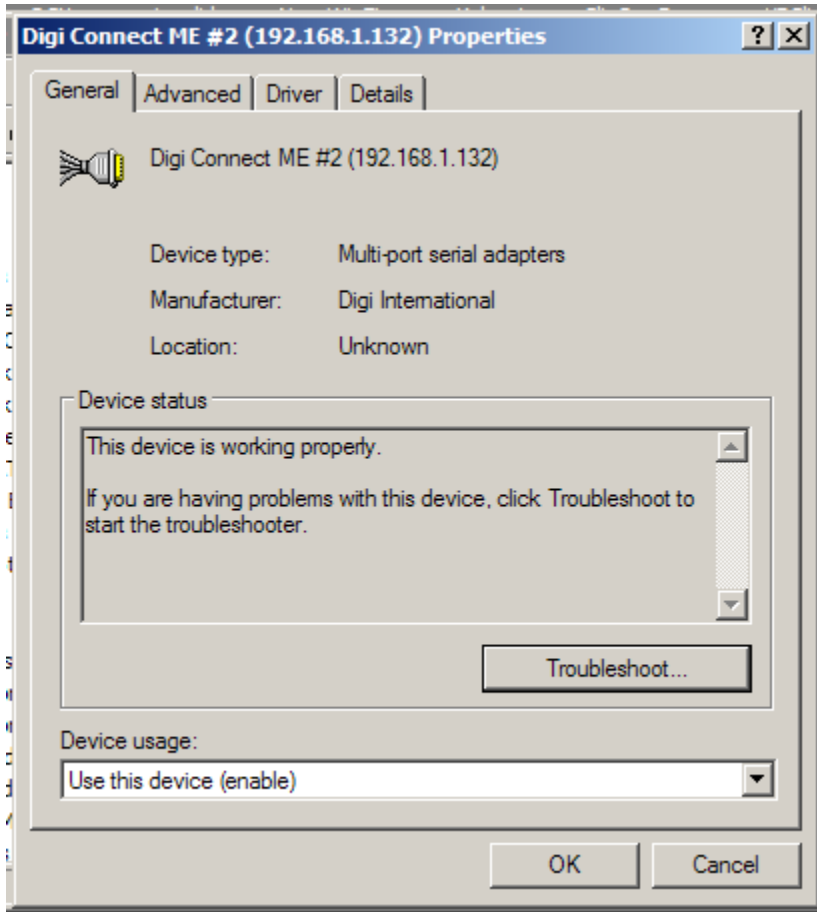 Digi Connect ME #2 (192.168.1.132) Properties
General Advanced Driver Details
Digi Connect ME #2 (192.168.1.132)
Device type: Multi-port serial adapters
Manufacturer: Digi International
Location: Unknown
Device status
This device is working properly.
If you are having problems with this device, click Troubleshoot to
start the troubleshooter.
Troubleshoot...
Device usage:
Use this device (enable)
OK Cancel